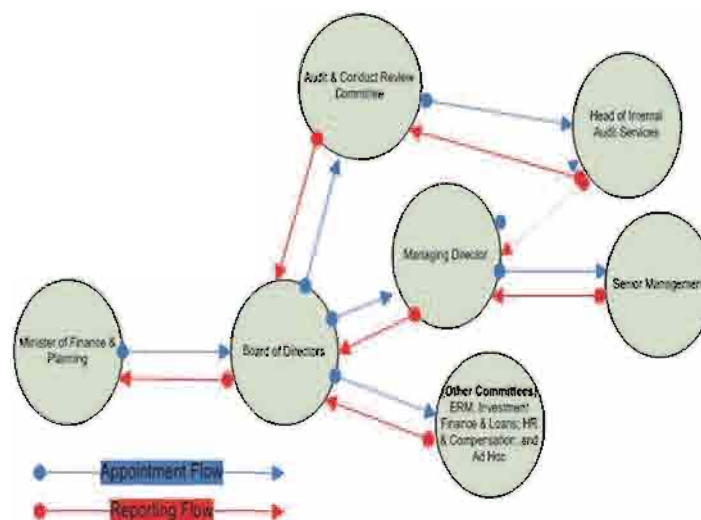 Audit & Conduct Review
Committee
Head of Internal
Audit Services
Managing Director
Senior Management
Minister of Finance &
Planning
Board of Directors
(Other Committees)
ERM, Investment
Finance & Loans; HR
& Compensation, and
Ad Hoc
Appointment Flow
Reporting Flow